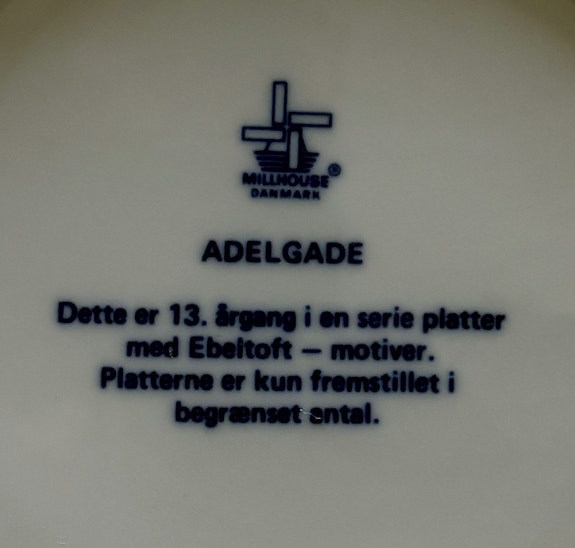 MILLHOUSE ®
DANMARK
ADELGADE
Dette er 13. årgang i en serie platter
med Ebeltoft – motiver.
Platterne er kun fremstillet i
begrænset antal.